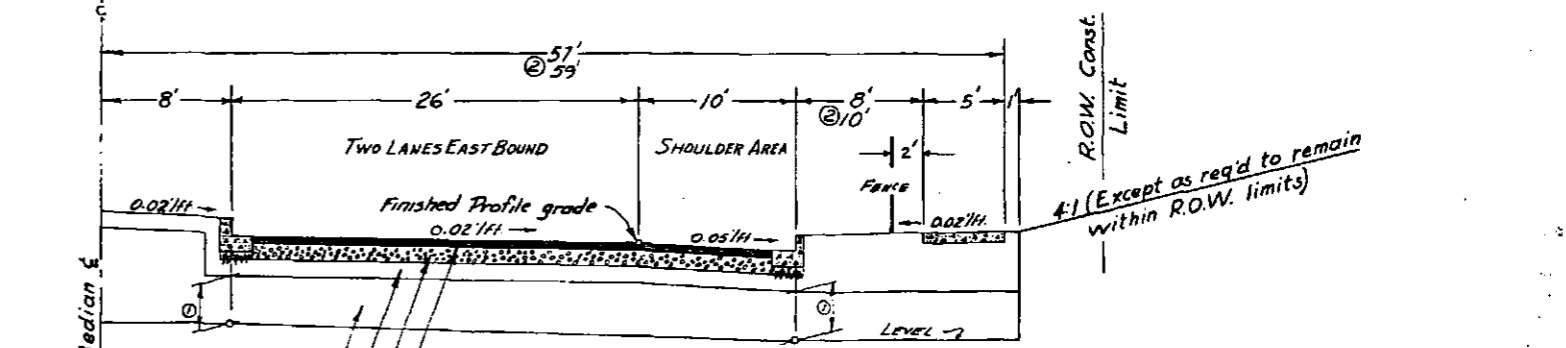 57'
② 59'
8'
26'
10'
8'
② 10'
5'
1'
R.O.W. Const.
Limit
TWO LANES EAST BOUND
SHOULDER AREA
2'
FENCE
4:1 (Except as req'd to remain
within R.O.W. limits)
0.02'/ft
Finished Profile grade
0.02'/ft
0.05'/ft
0.02'/ft.
①
①
LEVEL